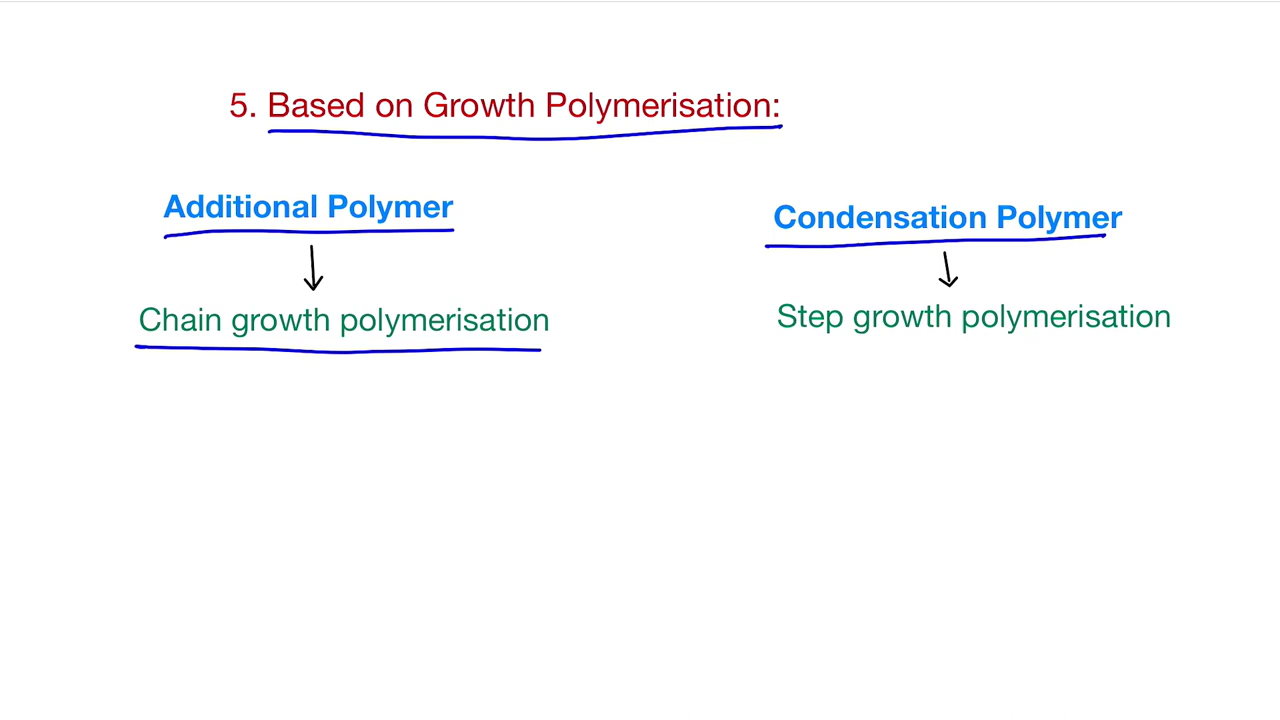 5. Based on Growth Polymerisation:
Additional Polymer
Condensation Polymer
Chain growth polymerisation
Step growth polymerisation